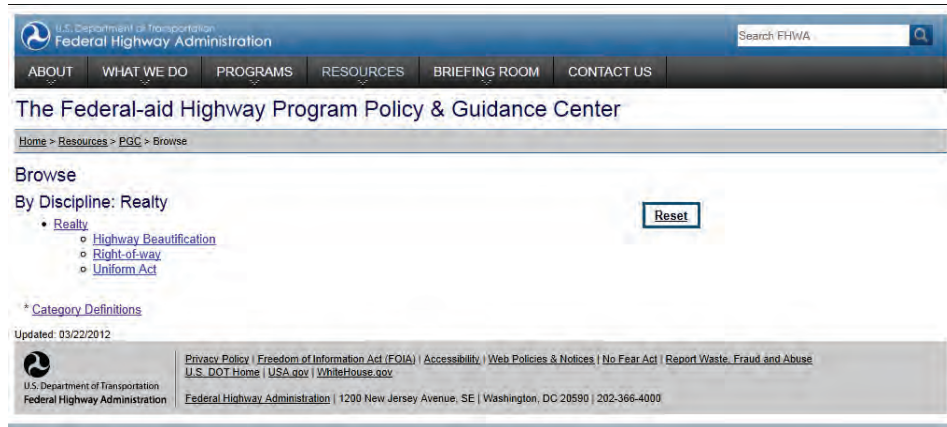 U.S. Department of Transportation
Federal Highway Administration
Search FHWA
ABOUT WHAT WE DO PROGRAMS RESOURCES BRIEFING ROOM CONTACT US
The Federal-aid Highway Program Policy & Guidance Center
Home > Resources > PGC > Browse
Browse
By Discipline: Realty
Reset
• Realty
o Highway Beautification
o Right-of-way
o Uniform Act
* Category Definitions
Updated: 03/22/2012
Privacy Policy | Freedom of Information Act (FOIA) | Accessibility | Web Policies & Notices | No Fear Act | Report Waste, Fraud and Abuse
U.S. DOT Home | USA.gov | WhiteHouse.gov
U.S. Department of Transportation
Federal Highway Administration
Federal Highway Administration | 1200 New Jersey Avenue, SE | Washington, DC 20590 | 202-366-4000